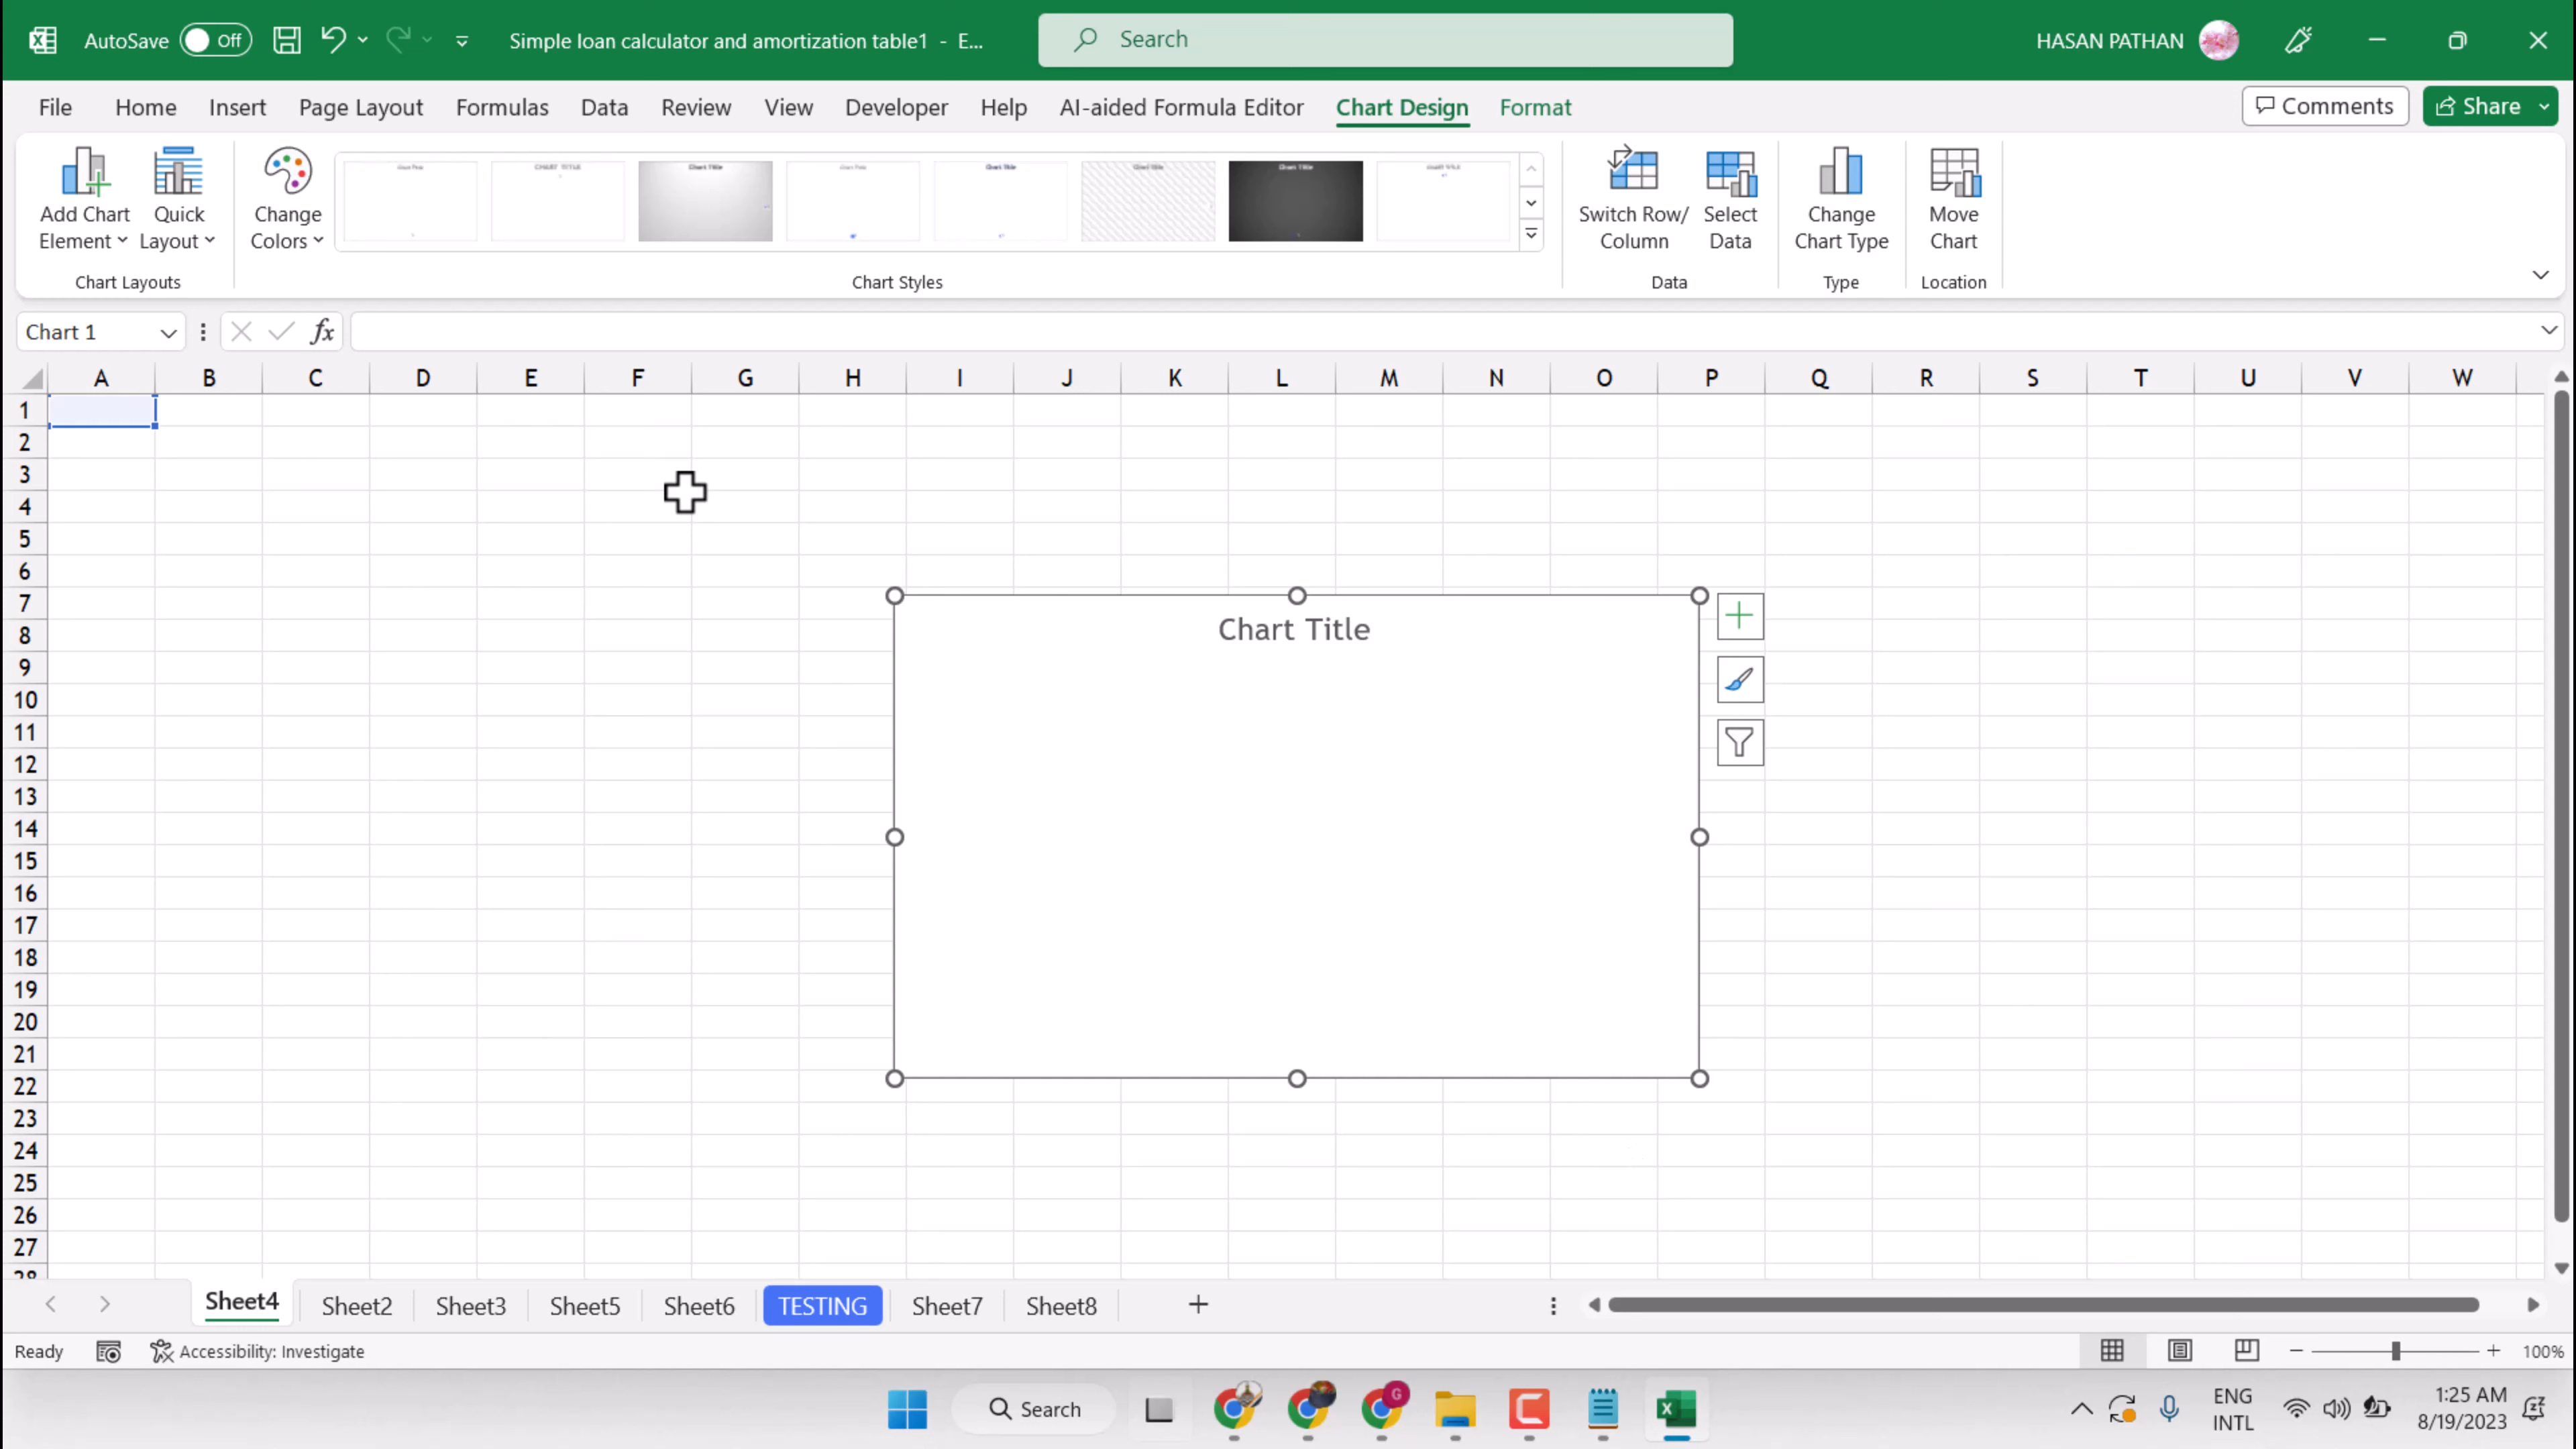 AutoSave Off Simple loan calculator and amortization table1 - E... Search HASAN PATHAN
File Home Insert Page Layout Formulas Data Review View Developer Help AI-aided Formula Editor Chart Design Format Comments Share
Add Chart Element Quick Layout Change Colors Switch Row/ Column Select Data Change Chart Type Move Chart
Chart Layouts Chart Styles Data Type Location
Chart 1 fx
A B C D E F G H I J K L M N O P Q R S T U V W
1
2
3
4
5
6
7
Chart Title
8
9
10
11
12
13
14
15
16
17
18
19
20
21
22
23
24
25
26
27
28
Sheet4 Sheet2 Sheet3 Sheet5 Sheet6 TESTING Sheet7 Sheet8
Ready Accessibility: Investigate 100%
Search ENG 1:25 AM
INTL 8/19/2023